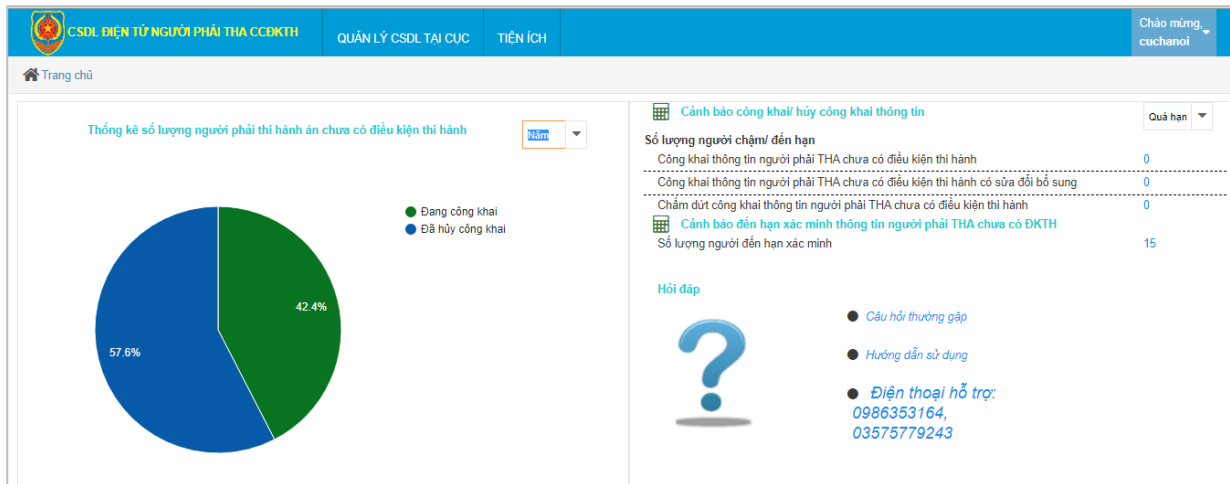 CSDL ĐIỆN TỬ NGƯỜI PHẢI THA CCĐKTH
QUẢN LÝ CSDL TẠI CỤC
TIỆN ÍCH
Chào mừng,
cuchanoi
Trang chủ
Thống kê số lượng người phải thi hành án chưa có điều kiện thi hành
Năm
Đang công khai
Đã hủy công khai
42.4%
57.6%
Cảnh báo công khai/ hủy công khai thông tin
Quá hạn
Số lượng người chậm/ đến hạn
Công khai thông tin người phải THA chưa có điều kiện thi hành 0
Công khai thông tin người phải THA chưa có điều kiện thi hành có sửa đổi bổ sung 0
Chấm dứt công khai thông tin người phải THA chưa có điều kiện thi hành 0
Cảnh báo đến hạn xác minh thông tin người phải THA chưa có ĐKTH
Số lượng người đến hạn xác minh 15
Hỏi đáp
Câu hỏi thường gặp
Hướng dẫn sử dụng
Điện thoại hỗ trợ:
0986353164,
03575779243